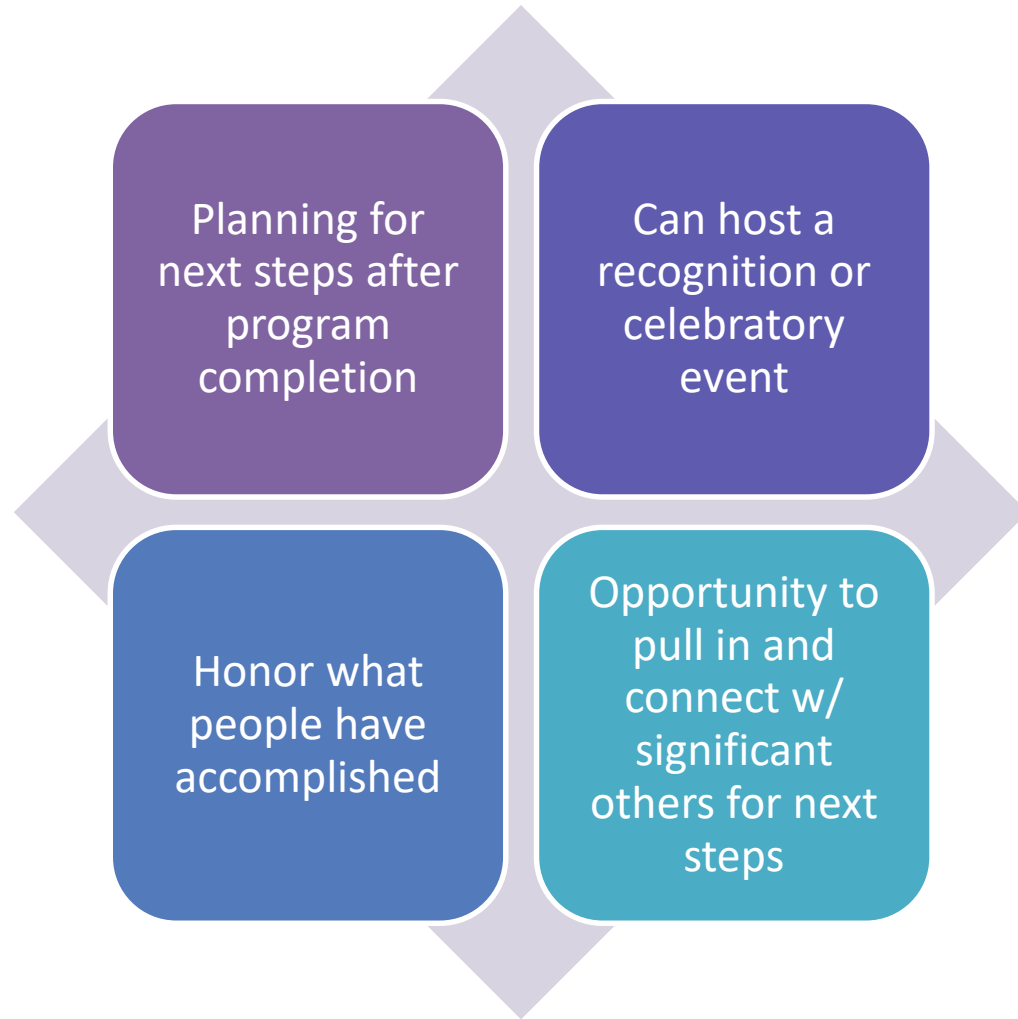 Planning for
next steps after
program
completion
Can host a
recognition or
celebratory
event
Honor what
people have
accomplished
Opportunity to
pull in and
connect w/
significant
others for next
steps